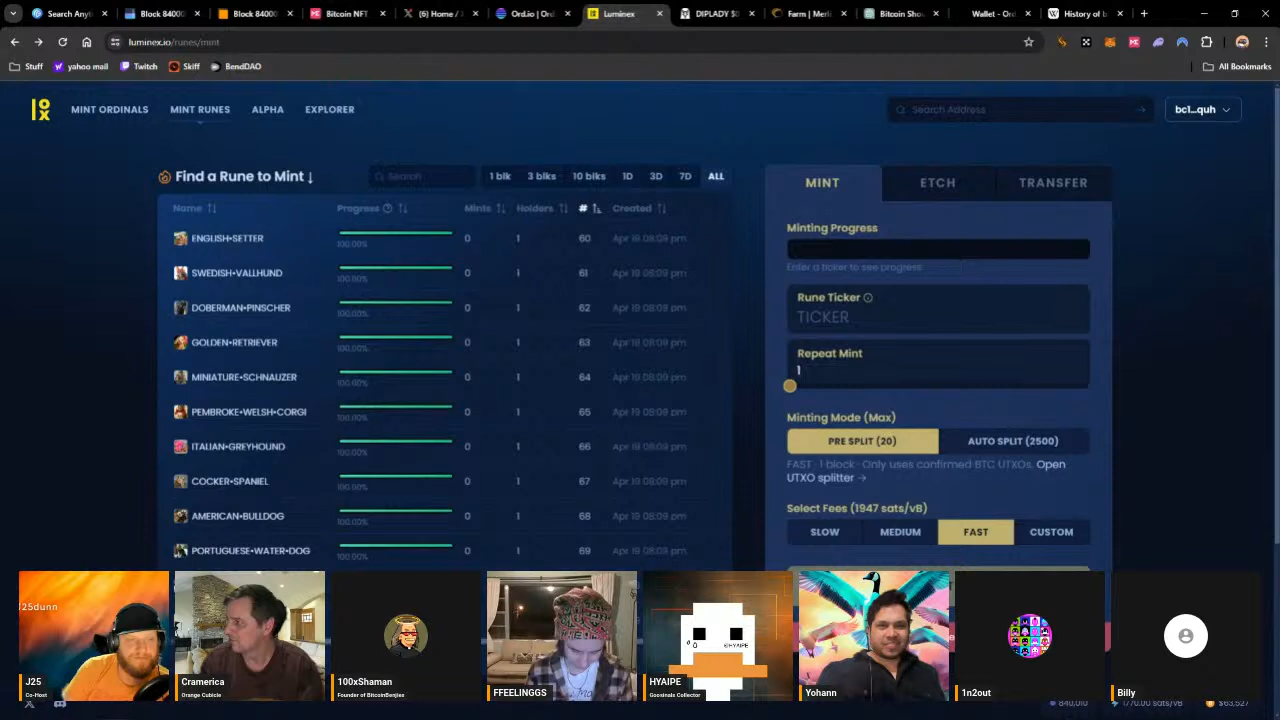 Search Anyth
Block 84000
Block 8400
Bitcoin NFT
(6) Home /
Ord.io | Ord
Luminex
DIPLADY $0
Farm | Merli
Bitcoin Sho
Wallet - Ord
History of b
luminex.io/runes/mint
Stuff
yahoo mail
Twitch
Skiff
BendDAO
All Bookmarks
MINT ORDINALS
MINT RUNES
ALPHA
EXPLORER
Search Address
bc1...quh
Find a Rune to Mint ↓
Search
1 blk
3 blks
10 blks
1D
3D
7D
ALL
Name Progress Mints Holders # Created
ENGLISH•SETTER 100.00% 0 1 60 Apr 19 08:09 pm
SWEDISH•VALLHUND 100.00% 0 1 61 Apr 19 08:09 pm
DOBERMAN•PINSCHER 100.00% 0 1 62 Apr 19 08:09 pm
GOLDEN•RETRIEVER 100.00% 0 1 63 Apr 19 08:09 pm
MINIATURE•SCHNAUZER 100.00% 0 1 64 Apr 19 08:09 pm
PEMBROKE•WELSH•CORGI 100.00% 0 1 65 Apr 19 08:09 pm
ITALIAN•GREYHOUND 100.00% 0 1 66 Apr 19 08:09 pm
COCKER•SPANIEL 100.00% 0 1 67 Apr 19 08:09 pm
AMERICAN•BULLDOG 100.00% 0 1 68 Apr 19 08:09 pm
PORTUGUESE•WATER•DOG 100.00% 0 1 69 Apr 19 08:09 pm
MINT
ETCH
TRANSFER
Minting Progress
Enter a ticker to see progress
Rune Ticker
TICKER
Repeat Mint
1
Minting Mode (Max)
PRE SPLIT (20)
AUTO SPLIT (2500)
FAST · 1 block · Only uses confirmed BTC UTXOs. Open
UTXO splitter →
Select Fees (1947 sats/vB)
SLOW
MEDIUM
FAST
CUSTOM
J25dunn
J25
Co-Host
Cramerica
Orange Cubicle
100xShaman
Founder of BitcoinBenjies
FFEELINGGS
@HYAIPE
HYAIPE
Goosinals Collector
Yohann
1n2out
Billy
840,010
1770.00 sats/vB
$63,527